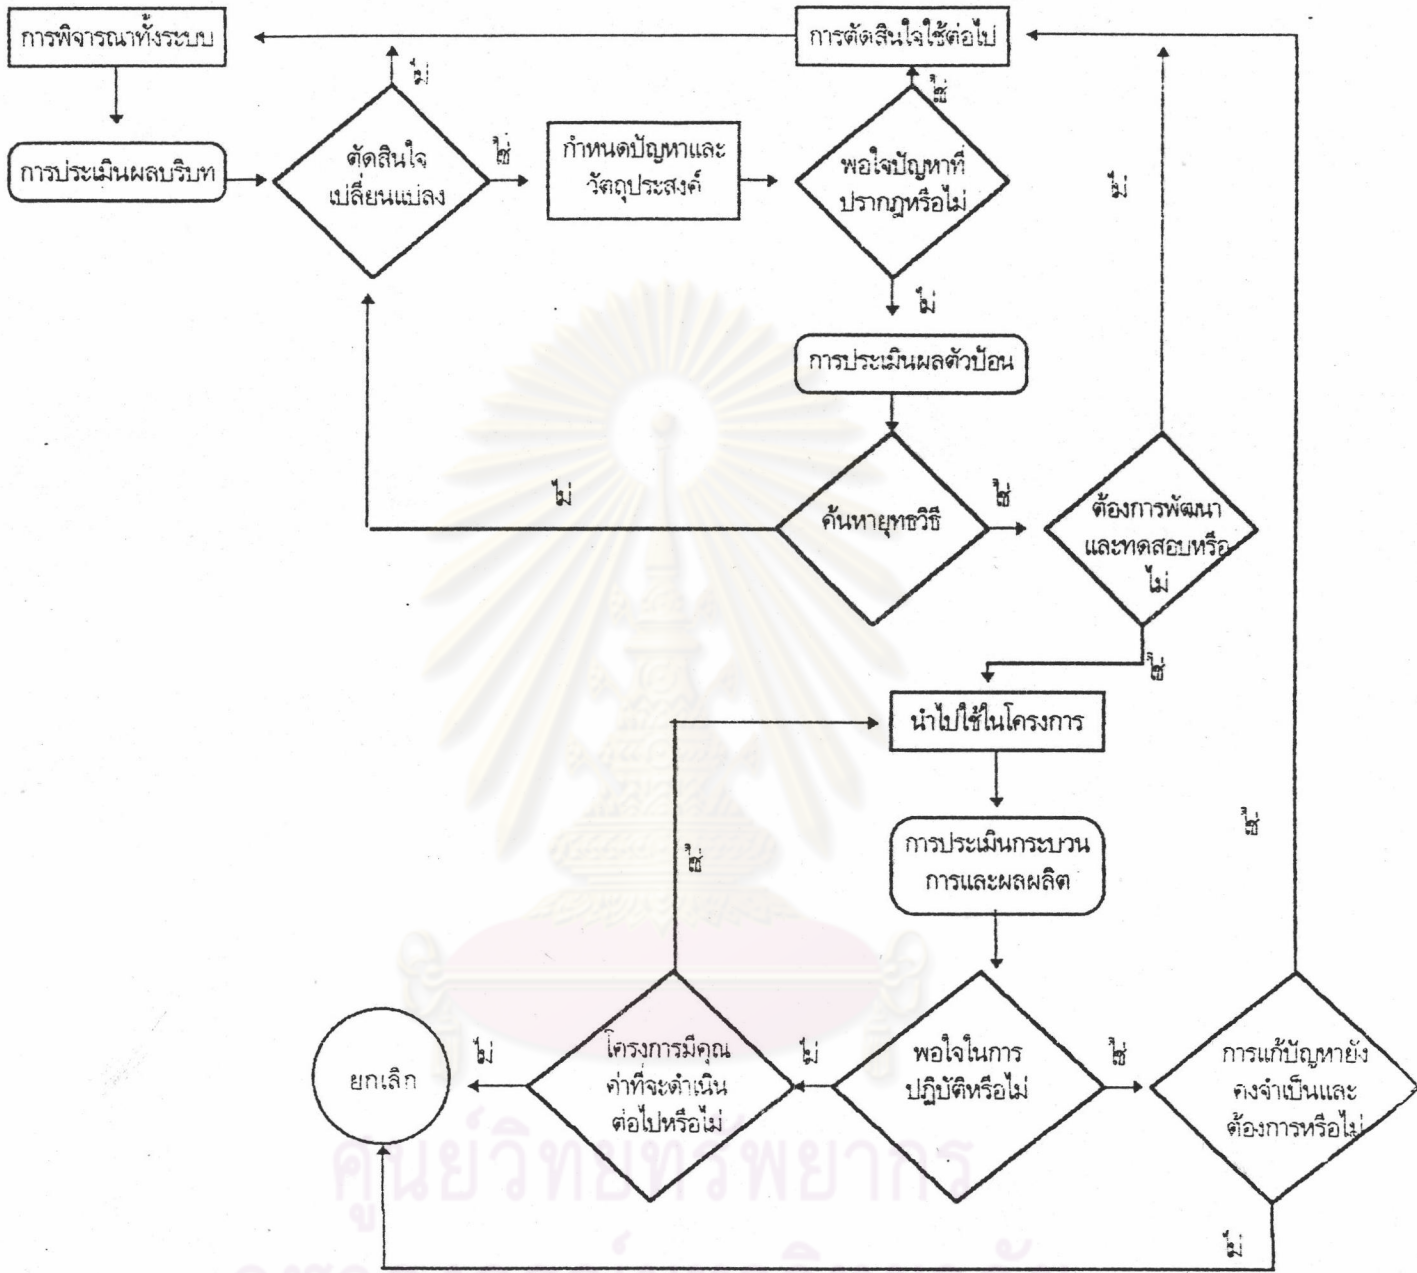 การพิจารณาทั้งระบบ
การตัดสินใจใช้ต่อไป
ไม่
ใช่
การประเมินผลบริบท
ตัดสินใจ
เปลี่ยนแปลง
ใช่
กำหนดปัญหาและ
วัตถุประสงค์
พอใจปัญหาที่
ปรากฏหรือไม่
ไม่
ไม่
การประเมินผลตัวป้อน
ไม่
ค้นหายุทธวิธี
ใช่
ต้องการพัฒนา
และทดสอบหรือ
ไม่
ใช่
นำไปใช้ในโครงการ
ใช่
การประเมินกระบวน
การและผลผลิต
ใช่
ยกเลิก
ไม่
โครงการมีคุณ
ค่าที่จะดำเนิน
ต่อไปหรือไม่
ไม่
พอใจในการ
ปฏิบัติหรือไม่
ใช่
การแก้ปัญหายัง
คงจำเป็นและ
ต้องการหรือไม่
ไม่
ศูนย์วิทยทรัพยากร